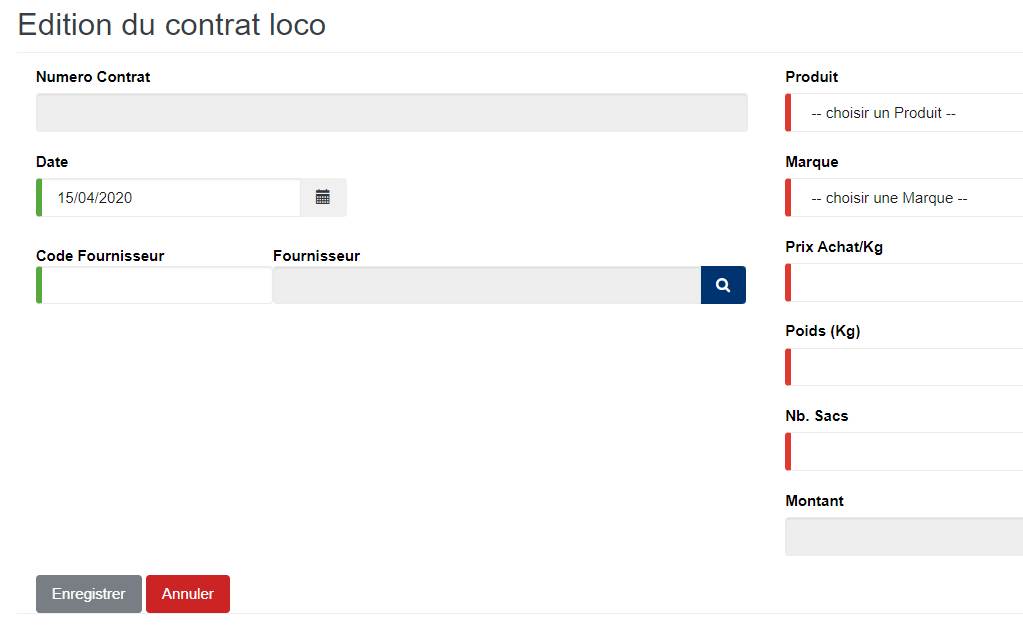 Edition du contrat loco
Numero Contrat
Date
15/04/2020
Code Fournisseur Fournisseur
Produit
-- choisir un Produit --
Marque
-- choisir une Marque --
Prix Achat/Kg
Poids (Kg)
Nb. Sacs
Montant
Enregistrer Annuler